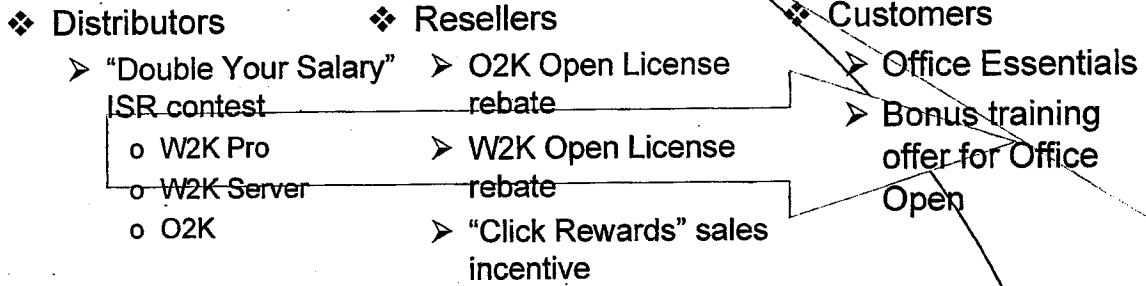 ❖ Distributors
➢ "Double Your Salary"
ISR contest
o W2K Pro
o W2K Server
o O2K
❖ Resellers
➢ O2K Open License
rebate
➢ W2K Open License
rebate
➢ "Click Rewards" sales
incentive
❖ Customers
➢ Office Essentials
➢ Bonus training
offer for Office
Open